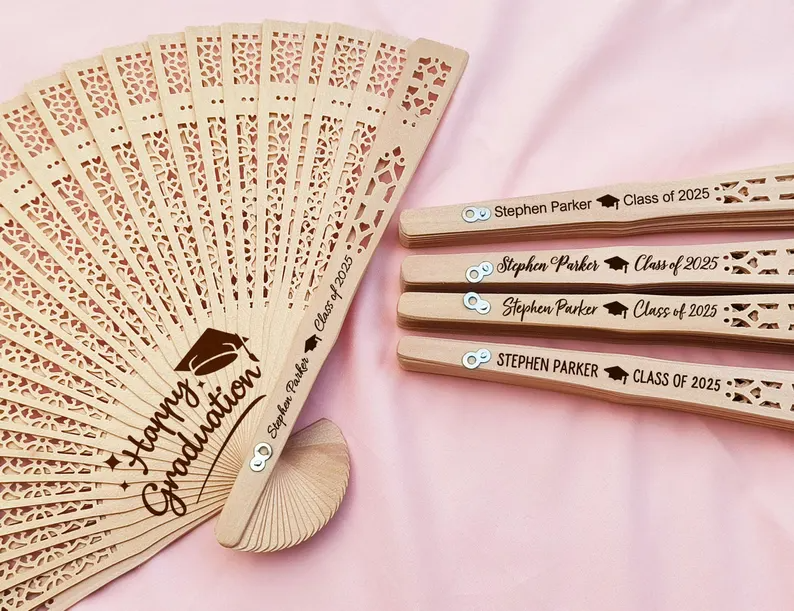 Happy
Graduation
Stephen Parker Class of 2025
Stephen Parker Class of 2025
Stephen Parker Class of 2025
Stephen Parker Class of 2025
STEPHEN PARKER CLASS OF 2025